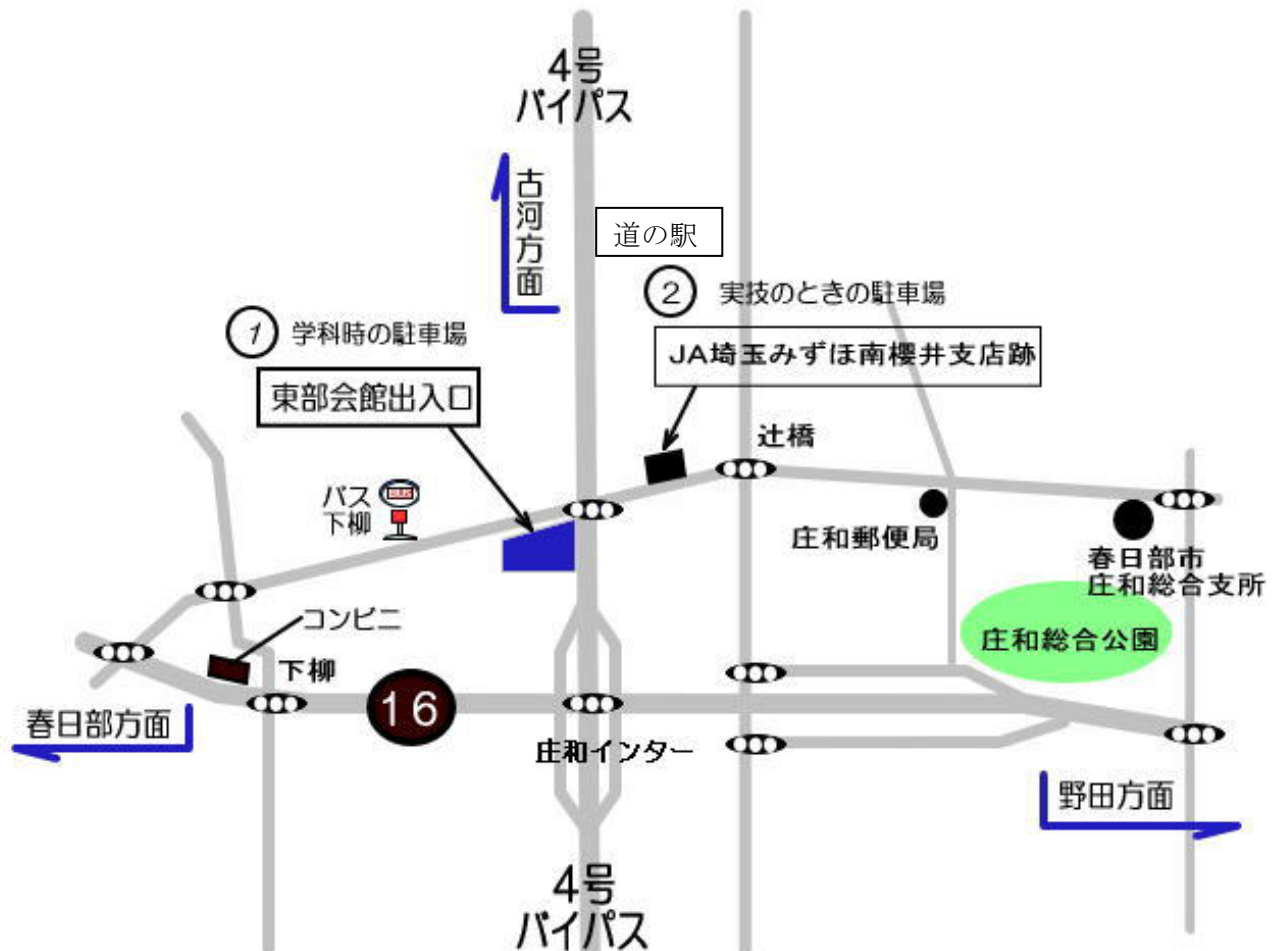 4号
バイパス
古河方面
道の駅
② 実技のときの駐車場
① 学科時の駐車場
JA埼玉みずほ南櫻井支店跡
東部会館出入口
辻橋
バス
下柳
庄和郵便局
春日部市
庄和総合支所
コンビニ
庄和総合公園
下柳
16
春日部方面
庄和インター
野田方面
4号
バイパス